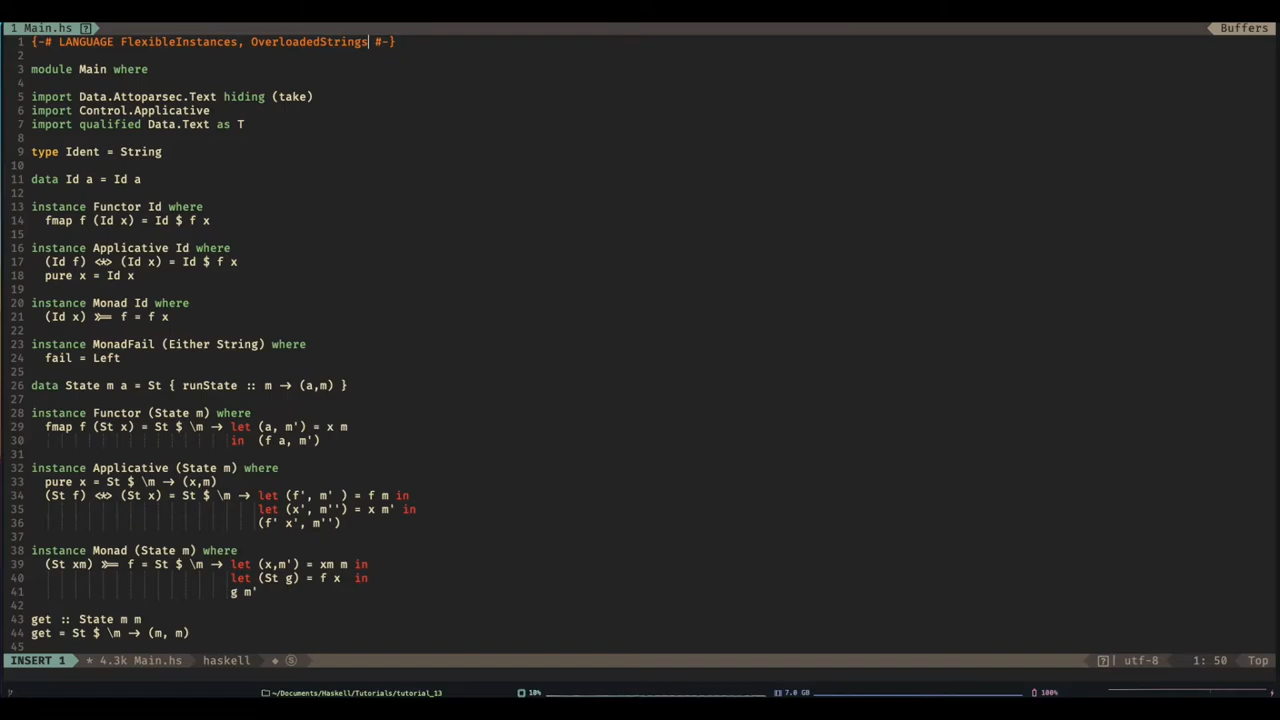 1 Main.hs ? Buffers
1 {-# LANGUAGE FlexibleInstances, OverloadedStrings #-}
2
3 module Main where
4
5 import Data.Attoparsec.Text hiding (take)
6 import Control.Applicative
7 import qualified Data.Text as T
8
9 type Ident = String
10
11 data Id a = Id a
12
13 instance Functor Id where
14   fmap f (Id x) = Id $ f x
15
16 instance Applicative Id where
17   (Id f) <*> (Id x) = Id $ f x
18   pure x = Id x
19
20 instance Monad Id where
21   (Id x) >>= f = f x
22
23 instance MonadFail (Either String) where
24   fail = Left
25
26 data State m a = St { runState :: m -> (a,m) }
27
28 instance Functor (State m) where
29   fmap f (St x) = St $ \m -> let (a, m') = x m
30                              in  (f a, m')
31
32 instance Applicative (State m) where
33   pure x = St $ \m -> (x,m)
34   (St f) <*> (St x) = St $ \m -> let (f', m' ) = f m in
35                                  let (x', m'') = x m' in
36                                  (f' x', m'')
37
38 instance Monad (State m) where
39   (St xm) >>= f = St $ \m -> let (x,m') = xm m in
40                              let (St g) = f x  in
41                              g m'
42
43 get :: State m m
44 get = St $ \m -> (m, m)
45
INSERT 1 * 4.3k Main.hs haskell ? utf-8 1: 50 Top
~/Documents/Haskell/Tutorials/tutorial_13 10% 7.0 GB 100%